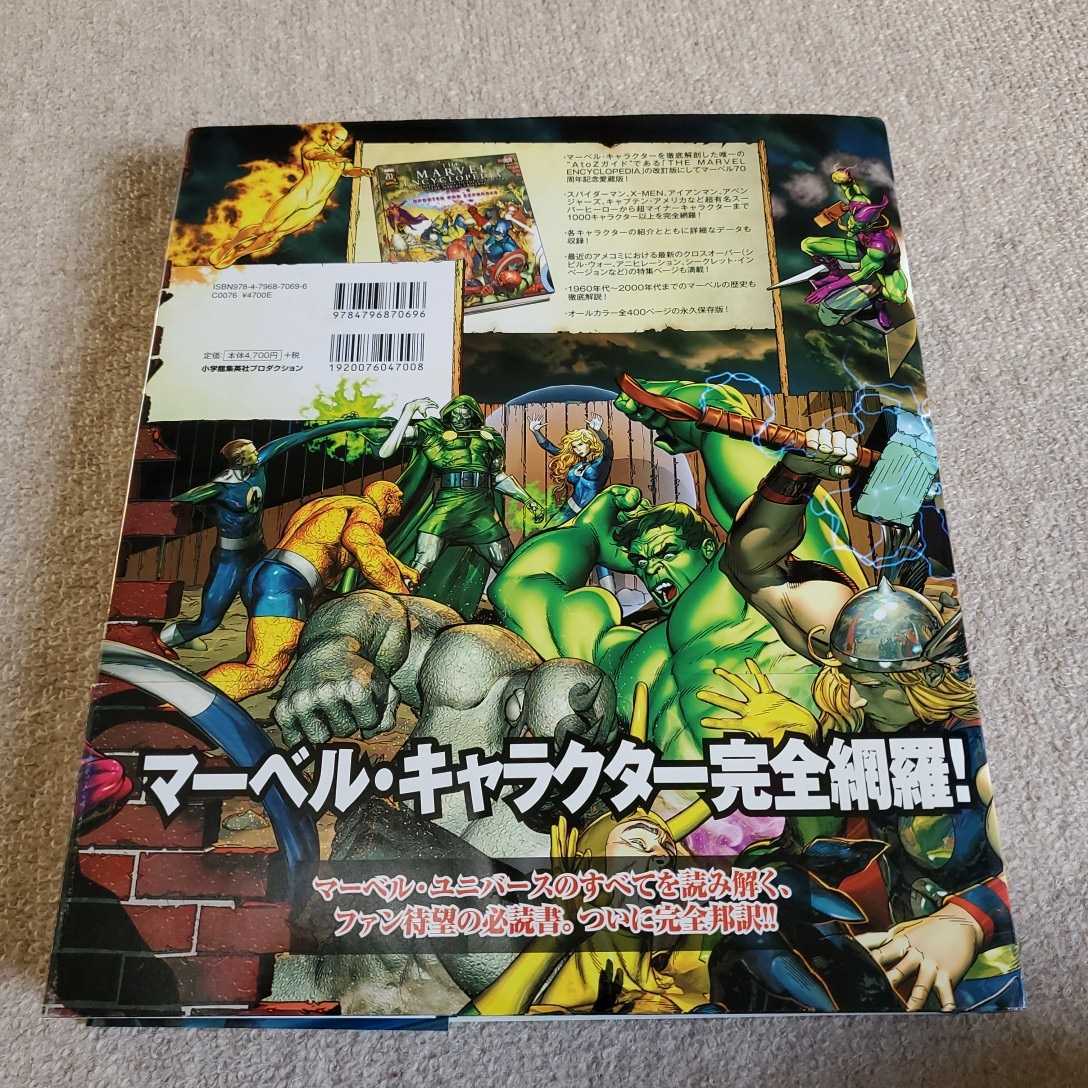 THE
MARVEL
ENCYCLOPEDIA
・マーベル・キャラクターを徹底解剖した唯一の
"AtoZガイド"である「THE MARVEL
ENCYCLOPEDIA」の改訂版にしてマーベル70
周年記念愛蔵版！
・スパイダーマン、X-MEN、アイアンマン、アベン
ジャーズ、キャプテン・アメリカなど超有名スー
パーヒーローから超マイナーキャラクターまで
1000キャラクター以上を完全網羅！
・各キャラクターの紹介とともに詳細なデータも
収録！
・最近のアメコミにおける最新のクロスオーバー(シ
ビル・ウォー、アニヒレーション、シークレット・イン
ベージョンなど)の特集ページも満載！
・1960年代〜2000年代までのマーベルの歴史も
徹底解説！
・オールカラー全400ページの永久保存版！
ISBN978-4-7968-7069-6
C0076 ¥4700E
9784796870696
定価:本体4,700円+税
小学館集英社プロダクション
1920076047008
4
マーベル・キャラクター完全網羅!
マーベル・ユニバースのすべてを読み解く、
ファン待望の必読書。ついに完全邦訳!!